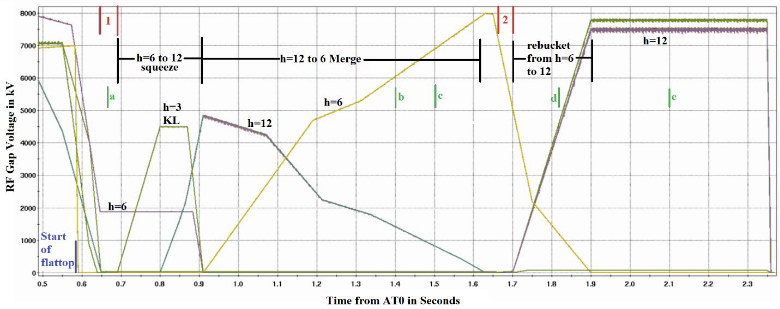 8000
7000
6000
5000
4000
3000
2000
1000
0
RF Gap Voltage in kV
1
2
h=6 to 12
squeeze
h=12 to 6 Merge
rebucket
from h=6
to 12
h=12
a
h=3
KL
h=6
b
c
d
e
h=12
h=6
Start
of
flattop
0.5
0.6
0.7
0.8
0.9
1.0
1.1
1.2
1.3
1.4
1.5
1.6
1.7
1.8
1.9
2.0
2.1
2.2
2.3
Time from AT0 in Seconds